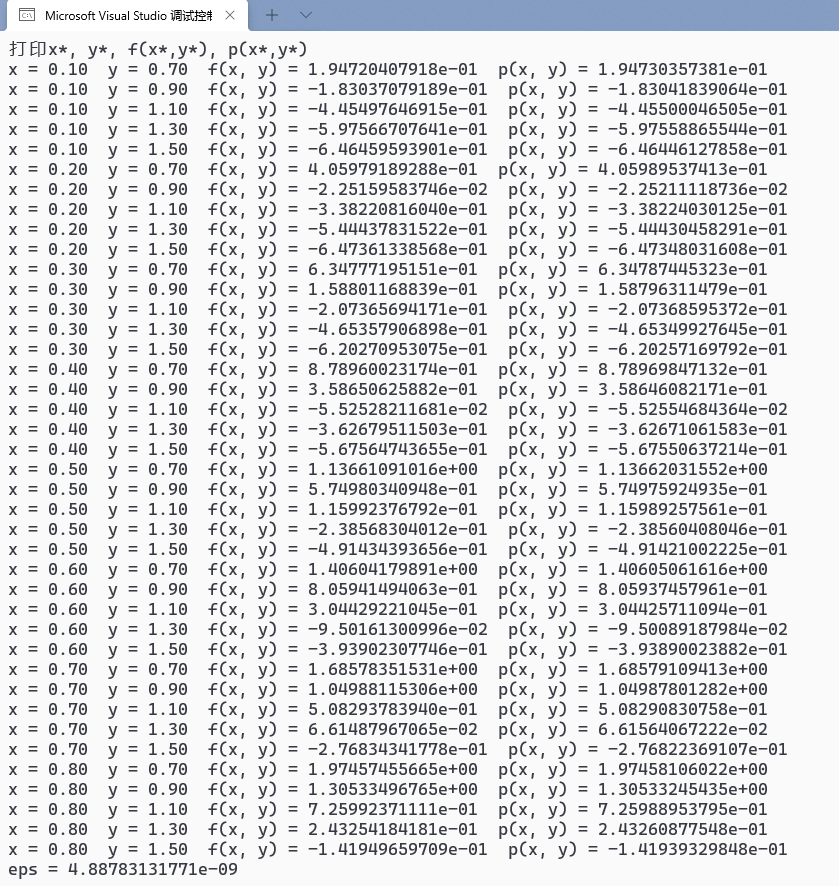 Microsoft Visual Studio 调试控制
打印x*, y*, f(x*,y*), p(x*,y*)
x = 0.10  y = 0.70  f(x, y) = 1.94720407918e-01  p(x, y) = 1.94730357381e-01
x = 0.10  y = 0.90  f(x, y) = -1.83037079189e-01  p(x, y) = -1.83041839064e-01
x = 0.10  y = 1.10  f(x, y) = -4.45497646915e-01  p(x, y) = -4.45500046505e-01
x = 0.10  y = 1.30  f(x, y) = -5.97566707641e-01  p(x, y) = -5.97558865544e-01
x = 0.10  y = 1.50  f(x, y) = -6.46459593901e-01  p(x, y) = -6.46446127858e-01
x = 0.20  y = 0.70  f(x, y) = 4.05979189288e-01  p(x, y) = 4.05989537413e-01
x = 0.20  y = 0.90  f(x, y) = -2.25159583746e-02  p(x, y) = -2.25211118736e-02
x = 0.20  y = 1.10  f(x, y) = -3.38220816040e-01  p(x, y) = -3.38224030125e-01
x = 0.20  y = 1.30  f(x, y) = -5.44437831522e-01  p(x, y) = -5.44430458291e-01
x = 0.20  y = 1.50  f(x, y) = -6.47361338568e-01  p(x, y) = -6.47348031608e-01
x = 0.30  y = 0.70  f(x, y) = 6.34777195151e-01  p(x, y) = 6.34787445323e-01
x = 0.30  y = 0.90  f(x, y) = 1.58801168839e-01  p(x, y) = 1.58796311479e-01
x = 0.30  y = 1.10  f(x, y) = -2.07365694171e-01  p(x, y) = -2.07368595372e-01
x = 0.30  y = 1.30  f(x, y) = -4.65357906898e-01  p(x, y) = -4.65349927645e-01
x = 0.30  y = 1.50  f(x, y) = -6.20270953075e-01  p(x, y) = -6.20257169792e-01
x = 0.40  y = 0.70  f(x, y) = 8.78960023174e-01  p(x, y) = 8.78969847132e-01
x = 0.40  y = 0.90  f(x, y) = 3.58650625882e-01  p(x, y) = 3.58646082171e-01
x = 0.40  y = 1.10  f(x, y) = -5.52528211681e-02  p(x, y) = -5.52554684364e-02
x = 0.40  y = 1.30  f(x, y) = -3.62679511503e-01  p(x, y) = -3.62671061583e-01
x = 0.40  y = 1.50  f(x, y) = -5.67564743655e-01  p(x, y) = -5.67550637214e-01
x = 0.50  y = 0.70  f(x, y) = 1.13661091016e+00  p(x, y) = 1.13662031552e+00
x = 0.50  y = 0.90  f(x, y) = 5.74980340948e-01  p(x, y) = 5.74975924935e-01
x = 0.50  y = 1.10  f(x, y) = 1.15992376792e-01  p(x, y) = 1.15989257561e-01
x = 0.50  y = 1.30  f(x, y) = -2.38568304012e-01  p(x, y) = -2.38560408046e-01
x = 0.50  y = 1.50  f(x, y) = -4.91434393656e-01  p(x, y) = -4.91421002225e-01
x = 0.60  y = 0.70  f(x, y) = 1.40604179891e+00  p(x, y) = 1.40605061616e+00
x = 0.60  y = 0.90  f(x, y) = 8.05941494063e-01  p(x, y) = 8.05937457961e-01
x = 0.60  y = 1.10  f(x, y) = 3.04429221045e-01  p(x, y) = 3.04425711094e-01
x = 0.60  y = 1.30  f(x, y) = -9.50161300996e-02  p(x, y) = -9.50089187984e-02
x = 0.60  y = 1.50  f(x, y) = -3.93902307746e-01  p(x, y) = -3.93890023882e-01
x = 0.70  y = 0.70  f(x, y) = 1.68578351531e+00  p(x, y) = 1.68579109413e+00
x = 0.70  y = 0.90  f(x, y) = 1.04988115306e+00  p(x, y) = 1.04987801282e+00
x = 0.70  y = 1.10  f(x, y) = 5.08293783940e-01  p(x, y) = 5.08290830758e-01
x = 0.70  y = 1.30  f(x, y) = 6.61487967065e-02  p(x, y) = 6.61564067222e-02
x = 0.70  y = 1.50  f(x, y) = -2.76834341778e-01  p(x, y) = -2.76822369107e-01
x = 0.80  y = 0.70  f(x, y) = 1.97457455665e+00  p(x, y) = 1.97458106022e+00
x = 0.80  y = 0.90  f(x, y) = 1.30533496765e+00  p(x, y) = 1.30533245435e+00
x = 0.80  y = 1.10  f(x, y) = 7.25992371111e-01  p(x, y) = 7.25988953795e-01
x = 0.80  y = 1.30  f(x, y) = 2.43254184181e-01  p(x, y) = 2.43260877548e-01
x = 0.80  y = 1.50  f(x, y) = -1.41949659709e-01  p(x, y) = -1.41939329848e-01
eps = 4.88783131771e-09